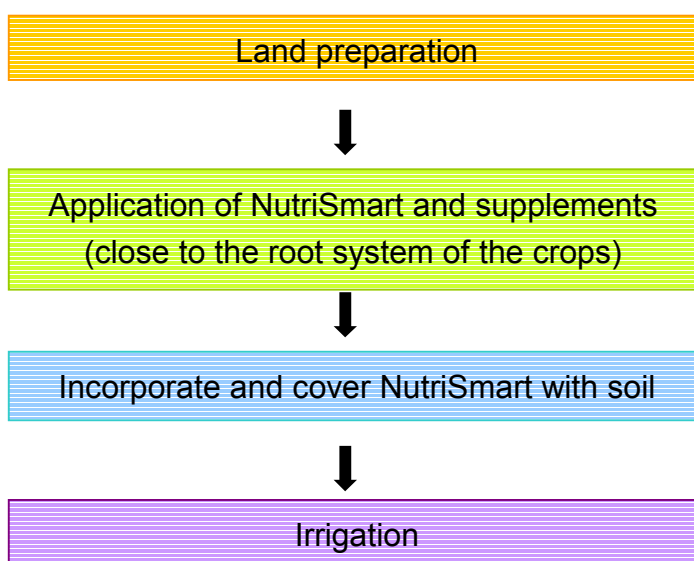 Land preparation
Application of NutriSmart and supplements
(close to the root system of the crops)
Incorporate and cover NutriSmart with soil
Irrigation